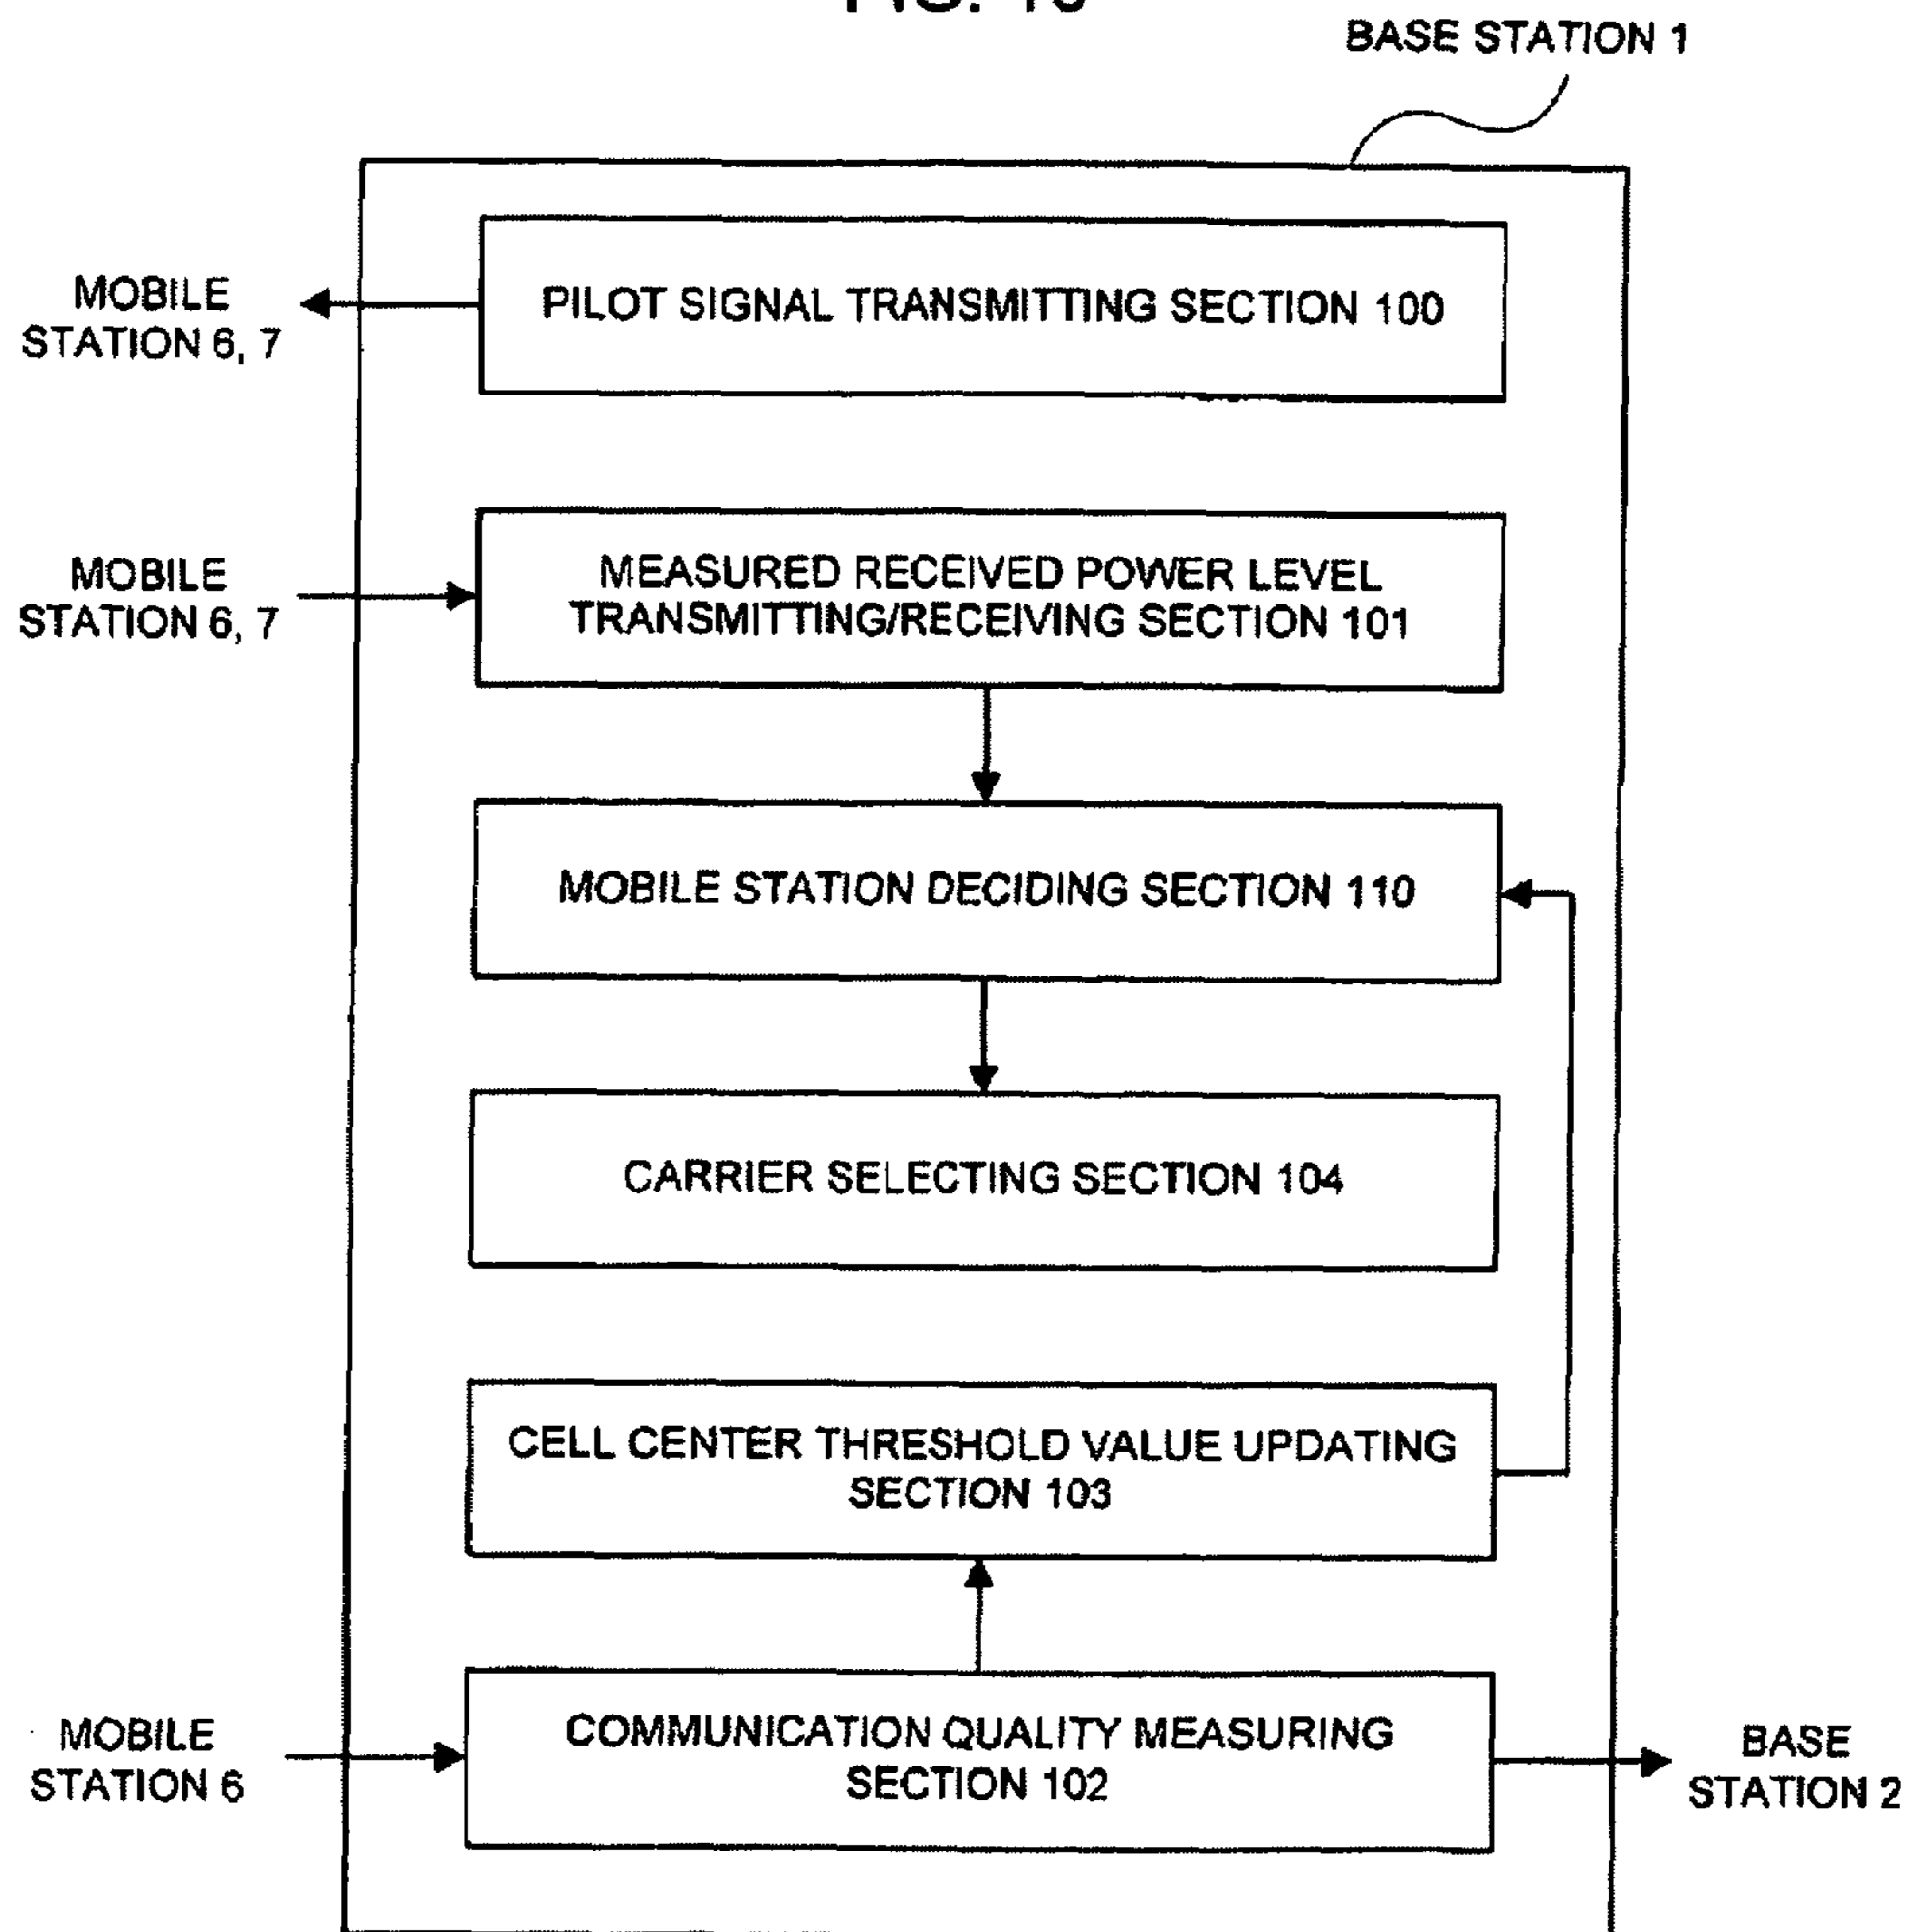 BASE STATION 1
PILOT SIGNAL TRANSMITTING SECTION 100
MOBILE
STATION 6, 7
MEASURED RECEIVED POWER LEVEL
TRANSMITTING/RECEIVING SECTION 101
MOBILE
STATION 6, 7
MOBILE STATION DECIDING SECTION 110
CARRIER SELECTING SECTION 104
CELL CENTER THRESHOLD VALUE UPDATING
SECTION 103
COMMUNICATION QUALITY MEASURING
SECTION 102
MOBILE
STATION 6
BASE
STATION 2